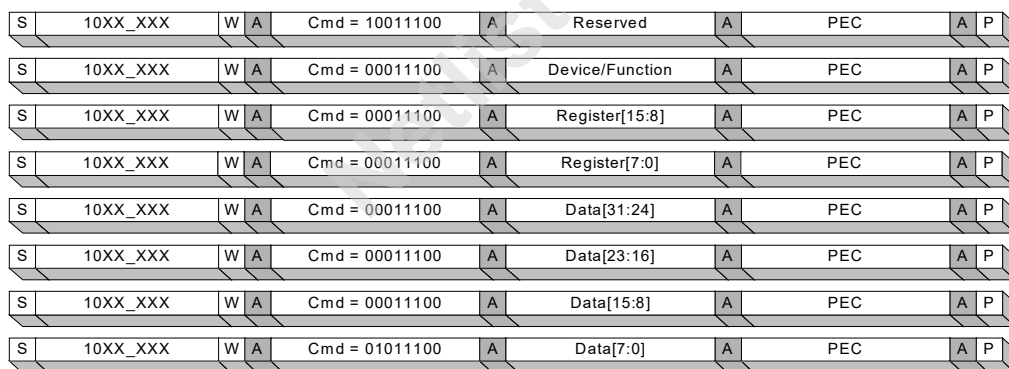 S 10XX_XXX W A Cmd = 10011100 A Reserved A PEC A P
S 10XX_XXX W A Cmd = 00011100 A Device/Function A PEC A P
S 10XX_XXX W A Cmd = 00011100 A Register[15:8] A PEC A P
S 10XX_XXX W A Cmd = 00011100 A Register[7:0] A PEC A P
S 10XX_XXX W A Cmd = 00011100 A Data[31:24] A PEC A P
S 10XX_XXX W A Cmd = 00011100 A Data[23:16] A PEC A P
S 10XX_XXX W A Cmd = 00011100 A Data[15:8] A PEC A P
S 10XX_XXX W A Cmd = 01011100 A Data[7:0] A PEC A P
Netlist